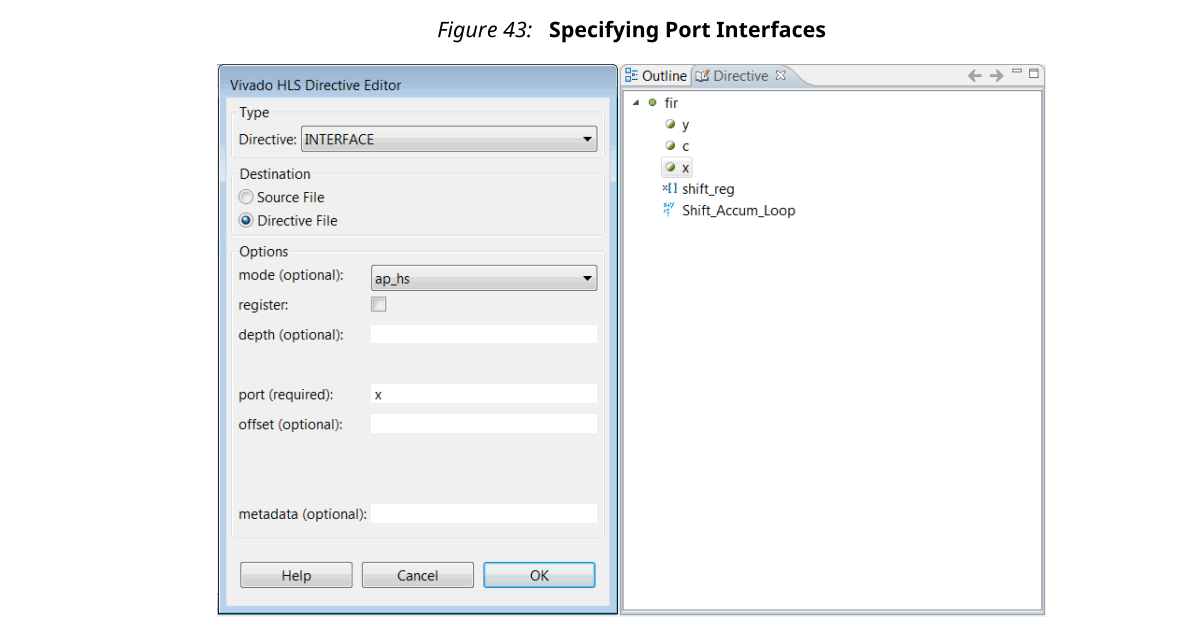 Figure 43: Specifying Port Interfaces
Vivado HLS Directive Editor
Type
Directive: INTERFACE
Destination
Source File
Directive File
Options
mode (optional): ap_hs
register:
depth (optional):
port (required): x
offset (optional):
metadata (optional):
Help Cancel OK
Outline Directive
fir
y
c
x
shift_reg
Shift_Accum_Loop